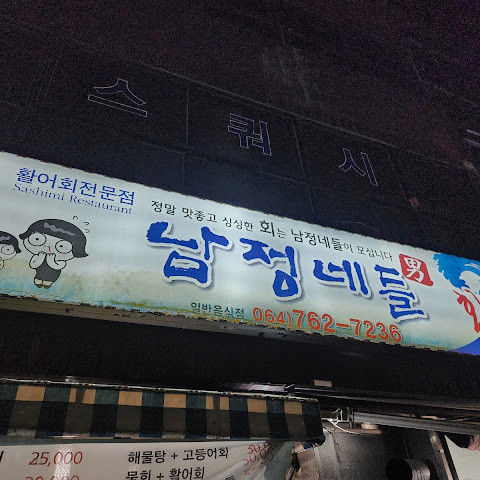 스쿼시
활어회전문점
Sashimi Restaurant
정말 맛좋고 싱싱한 회는 남정네들이 모십니다
남정네들
男
일반음식점 064)762-7236
25,000 해물탕 + 고등어회
물회 + 활어회